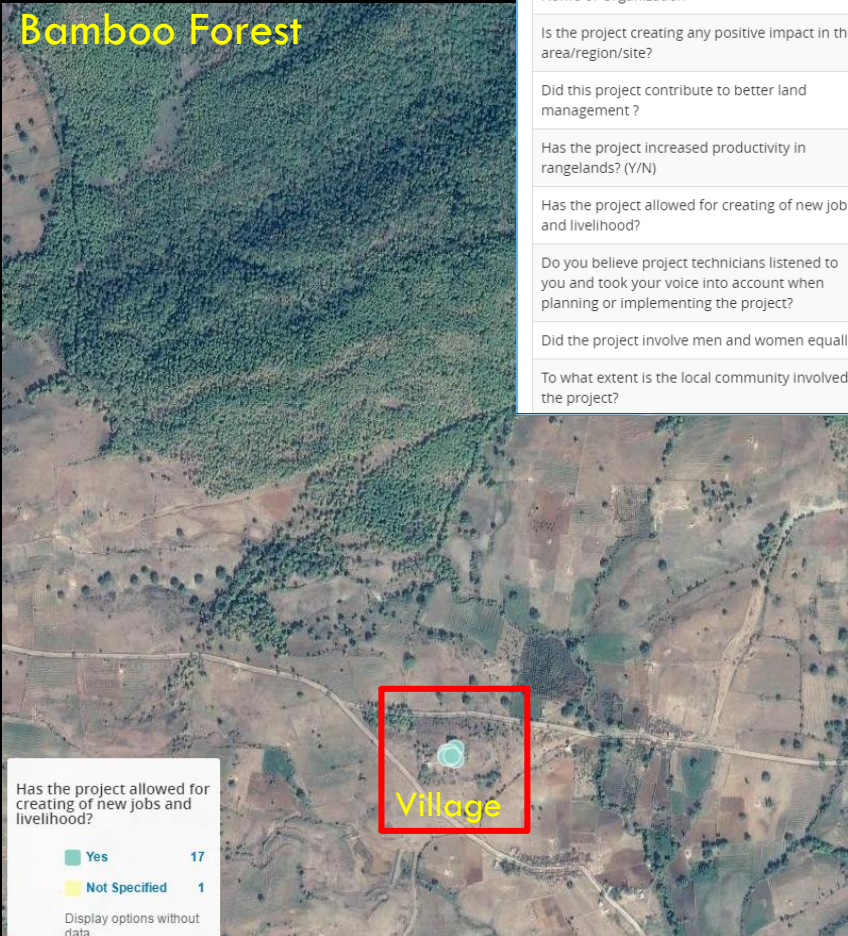 Bamboo Forest
Is the project creating any positive impact in
area/region/site?
Did this project contribute to better land
management ?
Has the project increased productivity in
rangelands? (Y/N)
Has the project allowed for creating of new
and livelihood?
Do you believe project technicians listened to
you and took your voice into account when
planning or implementing the project?
Did the project involve men and women
To what extent is the local community involved
the project?
Village
Has the project allowed for
creating of new jobs and
livelihood?
Yes 17
Not Specified 1
Display options without
data